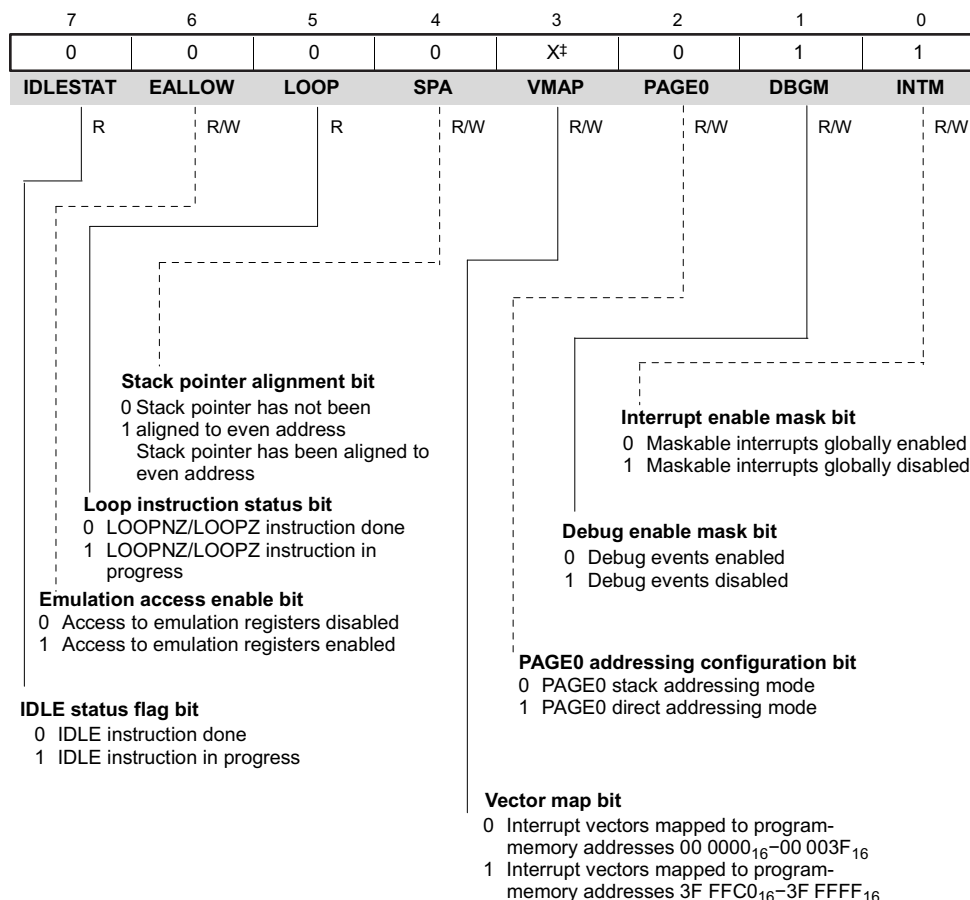 7 6 5 4 3 2 1 0
0 0 0 0 X‡ 0 1 1
IDLESTAT EALLOW LOOP SPA VMAP PAGE0 DBGM INTM
R R/W R R/W R/W R/W R/W R/W
Stack pointer alignment bit
0 Stack pointer has not been
1 aligned to even address
Stack pointer has been aligned to
even address
Loop instruction status bit
0 LOOPNZ/LOOPZ instruction done
1 LOOPNZ/LOOPZ instruction in
progress
Emulation access enable bit
0 Access to emulation registers disabled
1 Access to emulation registers enabled
IDLE status flag bit
0 IDLE instruction done
1 IDLE instruction in progress
Interrupt enable mask bit
0 Maskable interrupts globally enabled
1 Maskable interrupts globally disabled
Debug enable mask bit
0 Debug events enabled
1 Debug events disabled
PAGE0 addressing configuration bit
0 PAGE0 stack addressing mode
1 PAGE0 direct addressing mode
Vector map bit
0 Interrupt vectors mapped to program-
memory addresses 00 0000₁₆−00 003F₁₆
1 Interrupt vectors mapped to program-
memory addresses 3F FFC0₁₆−3F FFFF₁₆